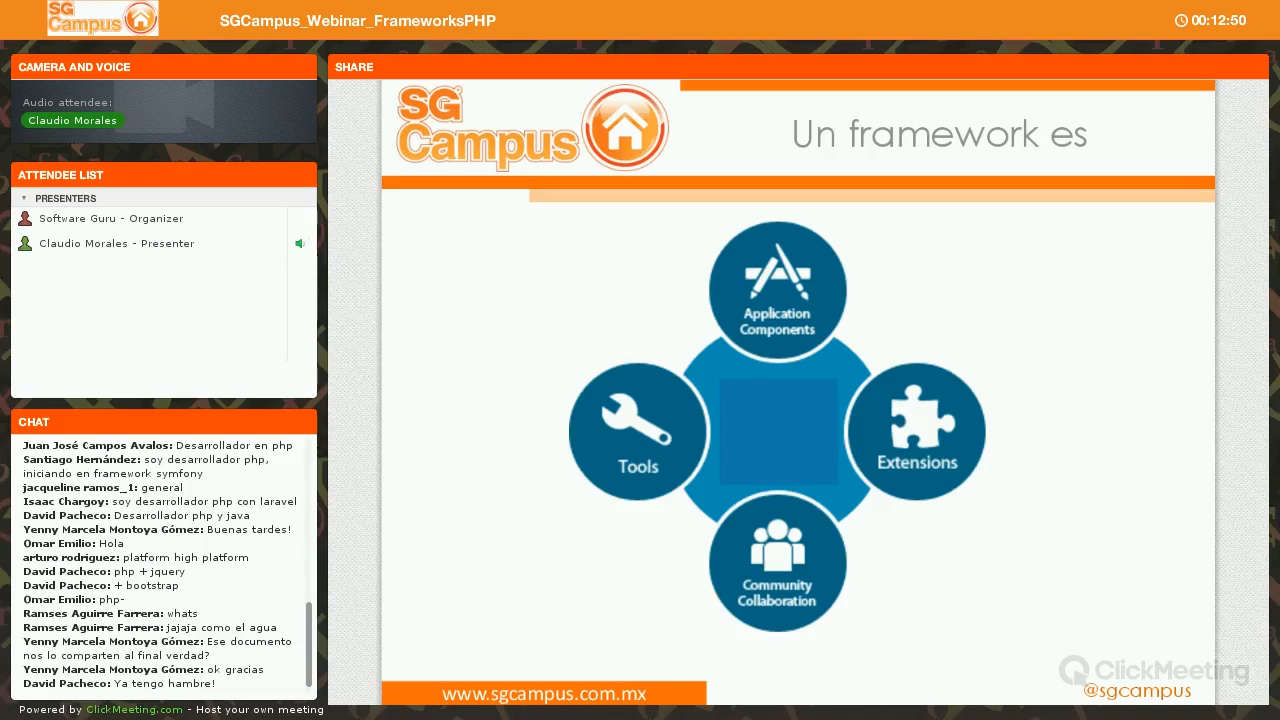 SG
Campus
SGCampus_Webinar_FrameworksPHP
00:12:50
CAMERA AND VOICE
Audio attendee:
Claudio Morales
ATTENDEE LIST
PRESENTERS
Software Guru - Organizer
Claudio Morales - Presenter
CHAT
Juan José Campos Avalos: Desarrollador en php
Santiago Hernández: soy desarrollador php,
iniciando en framework symfony
jacqueline ramos_1: general
Isaac Chargoy: soy desarrollador php con laravel
David Pacheco: Desarrollador php y java
Yenny Marcela Montoya Gómez: Buenas tardes!
Omar Emilio: Hola
arturo rodriguez: platform high platform
David Pacheco: php + jquery
David Pacheco: + bootstrap
Omar Emilio: php-
Ramses Aguirre Farrera: whats
Ramses Aguirre Farrera: jajaja como el agua
Yenny Marcela Montoya Gómez: Ese documento
nos lo comparten al final verdad?
Yenny Marcela Montoya Gómez: ok gracias
David Pacheco: Ya tengo hambre!
Powered by ClickMeeting.com - Host your own meeting
SHARE
SG
Campus
Un framework es
Application
Components
Tools
Extensions
Community
Collaboration
ClickMeeting
www.sgcampus.com.mx
@sgcampus